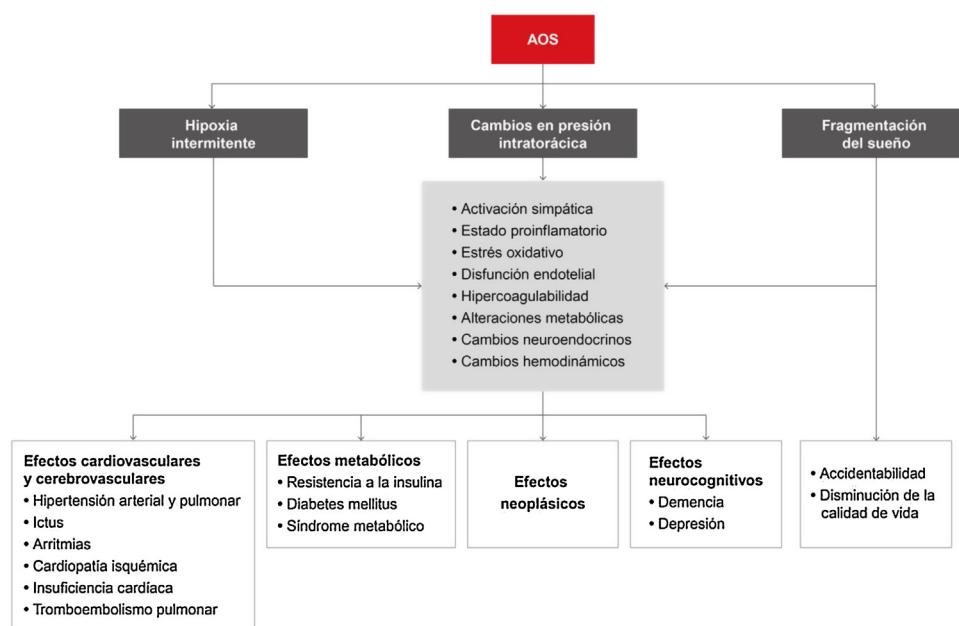 AOS
Hipoxia
intermitente
Cambios en presión
intratorácica
Fragmentación
del sueño
• Activación simpática
• Estado proinflamatorio
• Estrés oxidativo
• Disfunción endotelial
• Hipercoagulabilidad
• Alteraciones metabólicas
• Cambios neuroendocrinos
• Cambios hemodinámicos
Efectos cardiovasculares
y cerebrovasculares
• Hipertensión arterial y pulmonar
• Ictus
• Arritmias
• Cardiopatía isquémica
• Insuficiencia cardíaca
• Tromboembolismo pulmonar
Efectos metabólicos
• Resistencia a la insulina
• Diabetes mellitus
• Síndrome metabólico
Efectos
neoplásicos
Efectos
neurocognitivos
• Demencia
• Depresión
• Accidentabilidad
• Disminución de la
calidad de vida